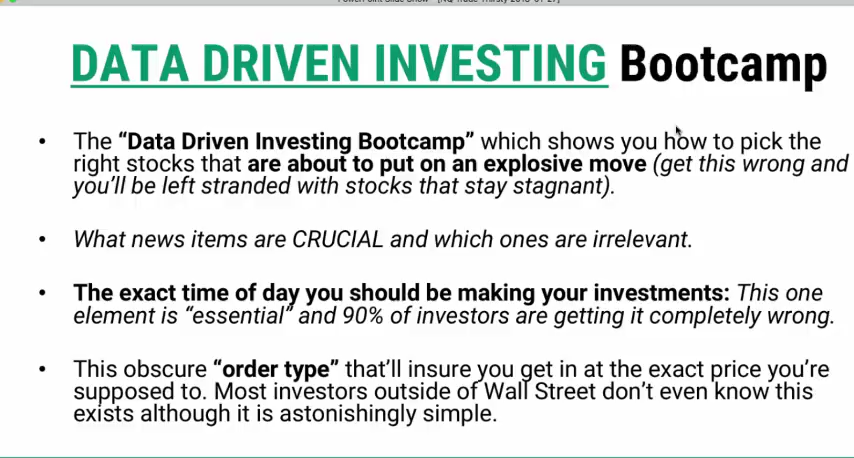 DATA DRIVEN INVESTING Bootcamp
• The “Data Driven Investing Bootcamp” which shows you how to pick the
right stocks that are about to put on an explosive move (get this wrong and
you’ll be left stranded with stocks that stay stagnant).
• What news items are CRUCIAL and which ones are irrelevant.
• The exact time of day you should be making your investments: This one
element is “essential” and 90% of investors are getting it completely wrong.
• This obscure “order type” that’ll insure you get in at the exact price you’re
supposed to. Most investors outside of Wall Street don’t even know this
exists although it is astonishingly simple.